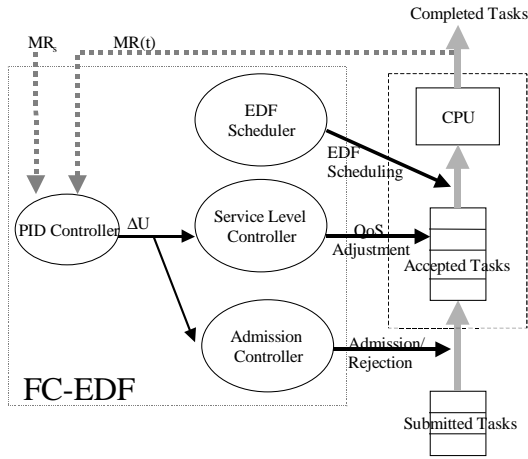 Completed Tasks
MRs
MR(t)
EDF
Scheduler
CPU
EDF
Scheduling
PID Controller
ΔU
Service Level
Controller
QoS
Adjustment
Accepted Tasks
Admission
Controller
Admission/
Rejection
FC-EDF
Submitted Tasks